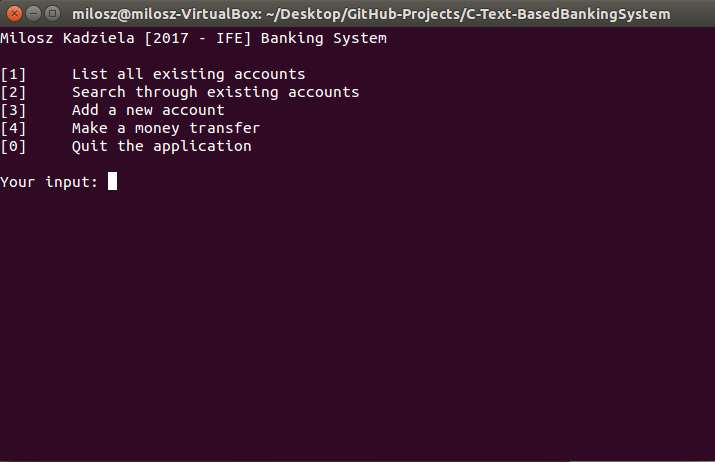 milosz@milosz-VirtualBox: ~/Desktop/GitHub-Projects/C-Text-BasedBankingSystem
Milosz Kadziela [2017 - IFE] Banking System
[1]     List all existing accounts
[2]     Search through existing accounts
[3]     Add a new account
[4]     Make a money transfer
[0]     Quit the application
Your input: